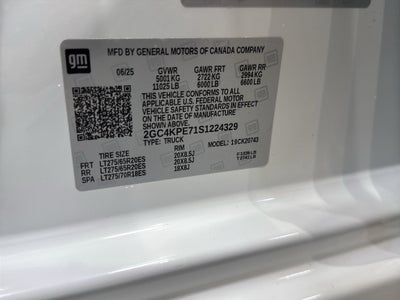 gm
MFD BY GENERAL MOTORS OF CANADA COMPANY
06/25 GVWR GAWR FRT GAWR RR
5001 KG 2722 KG 2994 KG
11025 LB 6000 LB 6600 LB
THIS VEHICLE CONFORMS TO ALL
APPLICABLE U.S. FEDERAL MOTOR
VEHICLE SAFETY STANDARDS IN
EFFECT ON THE DATE OF
MANUFACTURE SHOWN ABOVE.
2GC4KPE71S1224329
TYPE: TRUCK MODEL:
TIRE SIZE RIM
FRT LT275/65R20ES 20X8.5J
RR LT275/65R20ES 20X8.5J
SPA LT275/70R18ES 18X8J